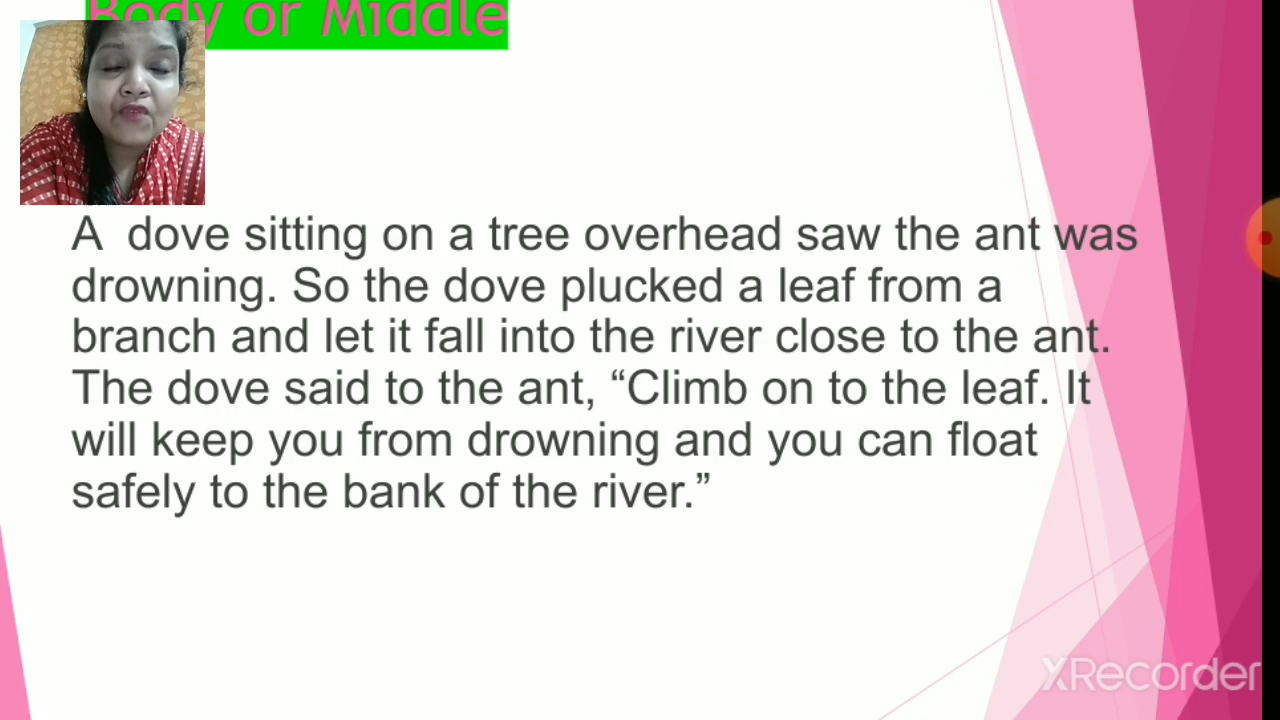 Body or Middle
A dove sitting on a tree overhead saw the ant was
drowning. So the dove plucked a leaf from a
branch and let it fall into the river close to the ant.
The dove said to the ant, “Climb on to the leaf. It
will keep you from drowning and you can float
safely to the bank of the river.”
XRecorder